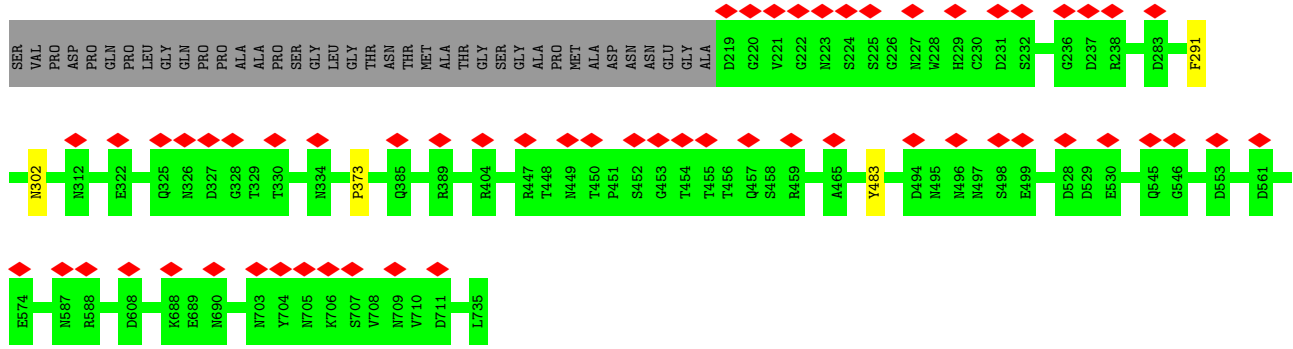 SER VAL PRO ASP PRO GLN PRO LEU GLY GLN PRO PRO ALA ALA PRO SER GLY LEU GLY THR ASN THR MET ALA THR GLY SER GLY ALA PRO MET ALA ASP ASN ASN GLU GLY ALA D219 G220 V221 G222 N223 S224 S225 G226 N227 W228 H229 C230 D231 S232 G236 D237 R238 D283 F291
N302 N312 E322 Q325 N326 D327 G328 T329 T330 N334 P373 Q385 R389 R404 R447 T448 N449 T450 P451 S452 G453 T454 T455 T456 Q457 S458 R459 A465 Y483 D494 N495 N496 N497 S498 E499 D528 D529 E530 Q545 G546 D553 D561
E574 N587 R588 D608 K688 E689 N690 N703 Y704 N705 K706 S707 V708 N709 V710 D711 L735